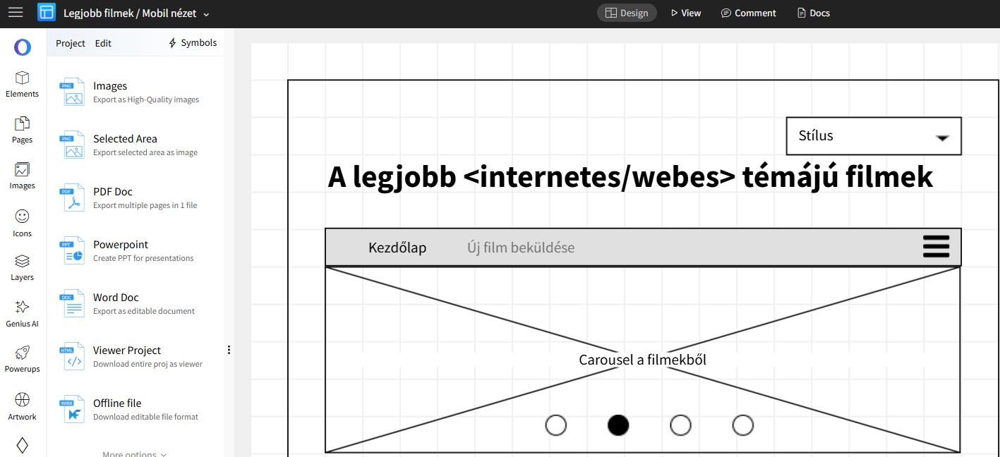 Legjobb filmek / Mobil nézet
Design
View
Comment
Docs
Project
Edit
Symbols
Elements
Pages
Images
Icons
Layers
Genius AI
Powerups
Artwork
PNG
Images
Export as High-Quality images
PNG
Selected Area
Export selected area as image
PDF
PDF Doc
Export multiple pages in 1 file
PPT
Powerpoint
Create PPT for presentations
DOC
Word Doc
Export as editable document
HTML
Viewer Project
Download entire proj as viewer
WIRE
Offline file
Download editable file format
More options
Stílus
A legjobb <internetes/webes> témájú filmek
Kezdőlap
Új film beküldése
Carousel a filmekből